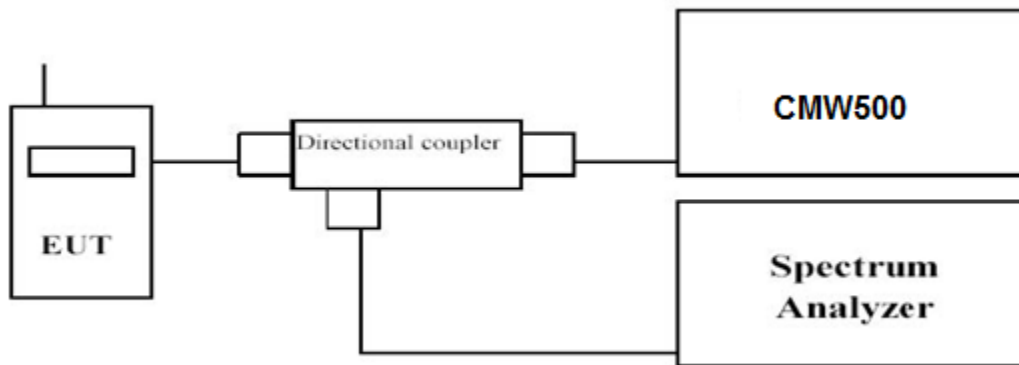 EUT
Directional coupler
CMW500
Spectrum
Analyzer